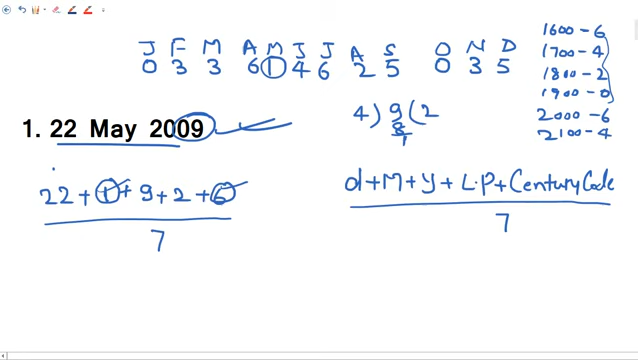 J F M A M J J A S O N D
0 3 3 6 1 4 6 2 5 0 3 5
1600 - 6
1700 - 4
1800 - 2
1900 - 0
2000 - 6
2100 - 4
4) 9 (2
8
1
1. 22 May 2009
22 + 1 + 9 + 2 + 6
7
d + M + y + L.P + Century Code
7